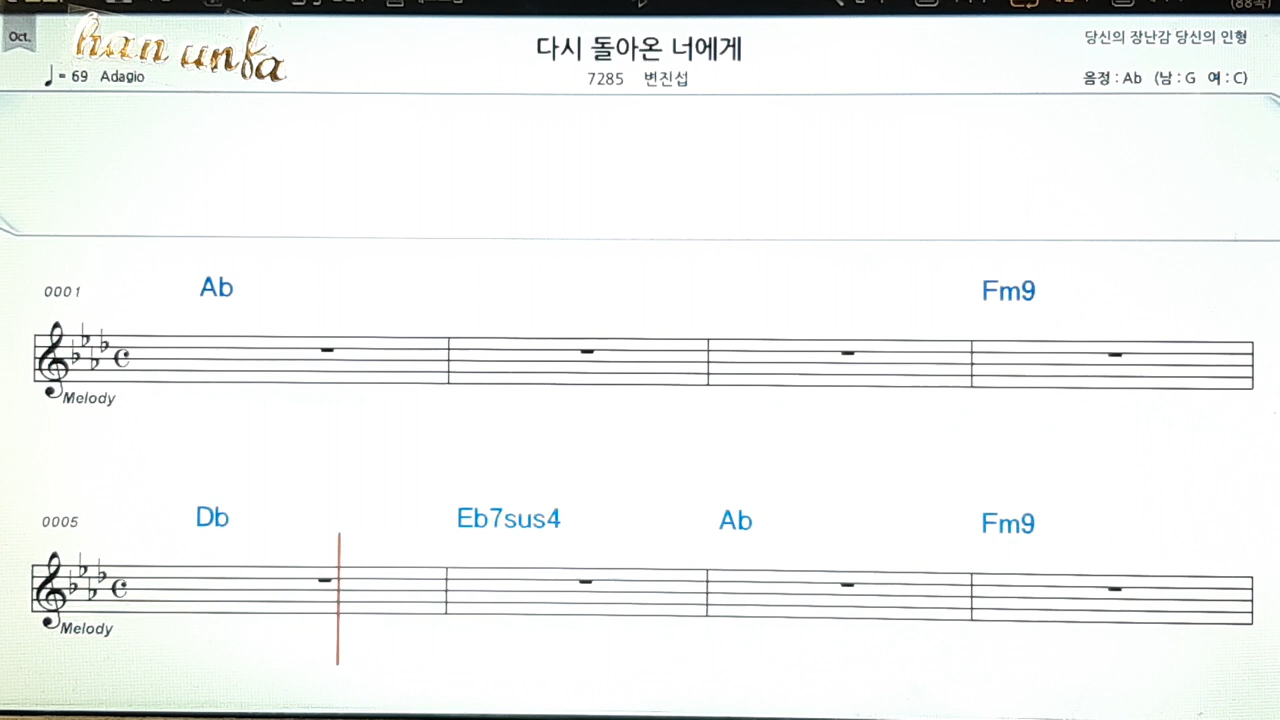 Oct.
han unfa
다시 돌아온 너에게
당신의 장난감 당신의 인형
♩= 69 Adagio
7285 변진섭
음정 : Ab (남 : G 여 : C)
0001 Ab Fm9
Melody
0005 Db Eb7sus4 Ab Fm9
Melody